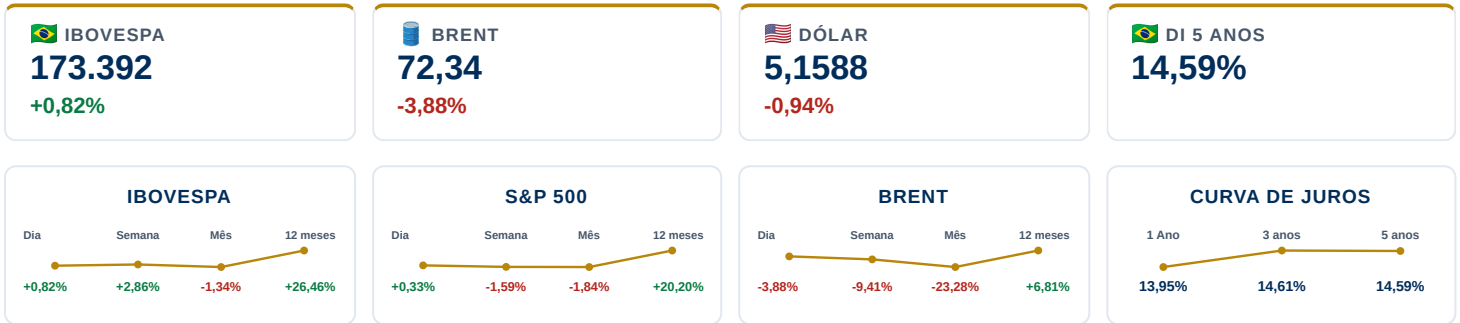 IBOVESPA
173.392
+0,82%
BRENT
72,34
-3,88%
DÓLAR
5,1588
-0,94%
DI 5 ANOS
14,59%
IBOVESPA
Dia Semana Mês 12 meses
+0,82% +2,86% -1,34% +26,46%
S&P 500
Dia Semana Mês 12 meses
+0,33% -1,59% -1,84% +20,20%
BRENT
Dia Semana Mês 12 meses
-3,88% -9,41% -23,28% +6,81%
CURVA DE JUROS
1 Ano 3 anos 5 anos
13,95% 14,61% 14,59%